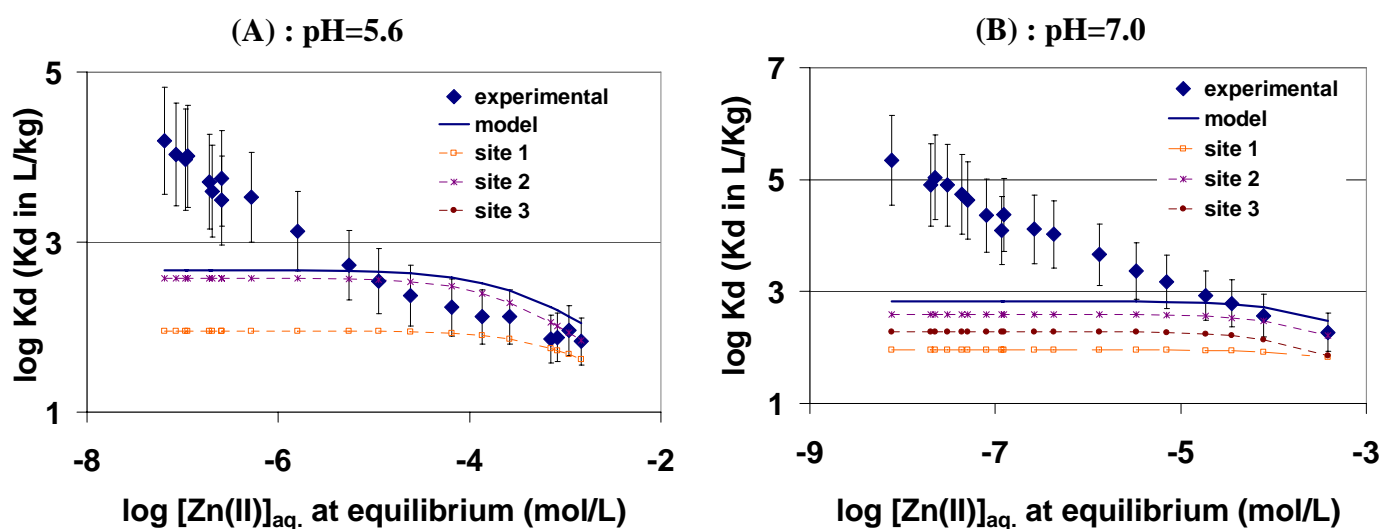 (A) : pH=5.6
log Kd (Kd in L/kg)
5
3
1
experimental
model
site 1
site 2
site 3
-8
-6
-4
-2
log [Zn(II)]aq. at equilibrium (mol/L)
(B) : pH=7.0
log Kd (Kd in L/Kg)
7
5
3
1
experimental
model
site 1
site 2
site 3
-9
-7
-5
-3
log [Zn(II)]aq. at equilibrium (mol/L)